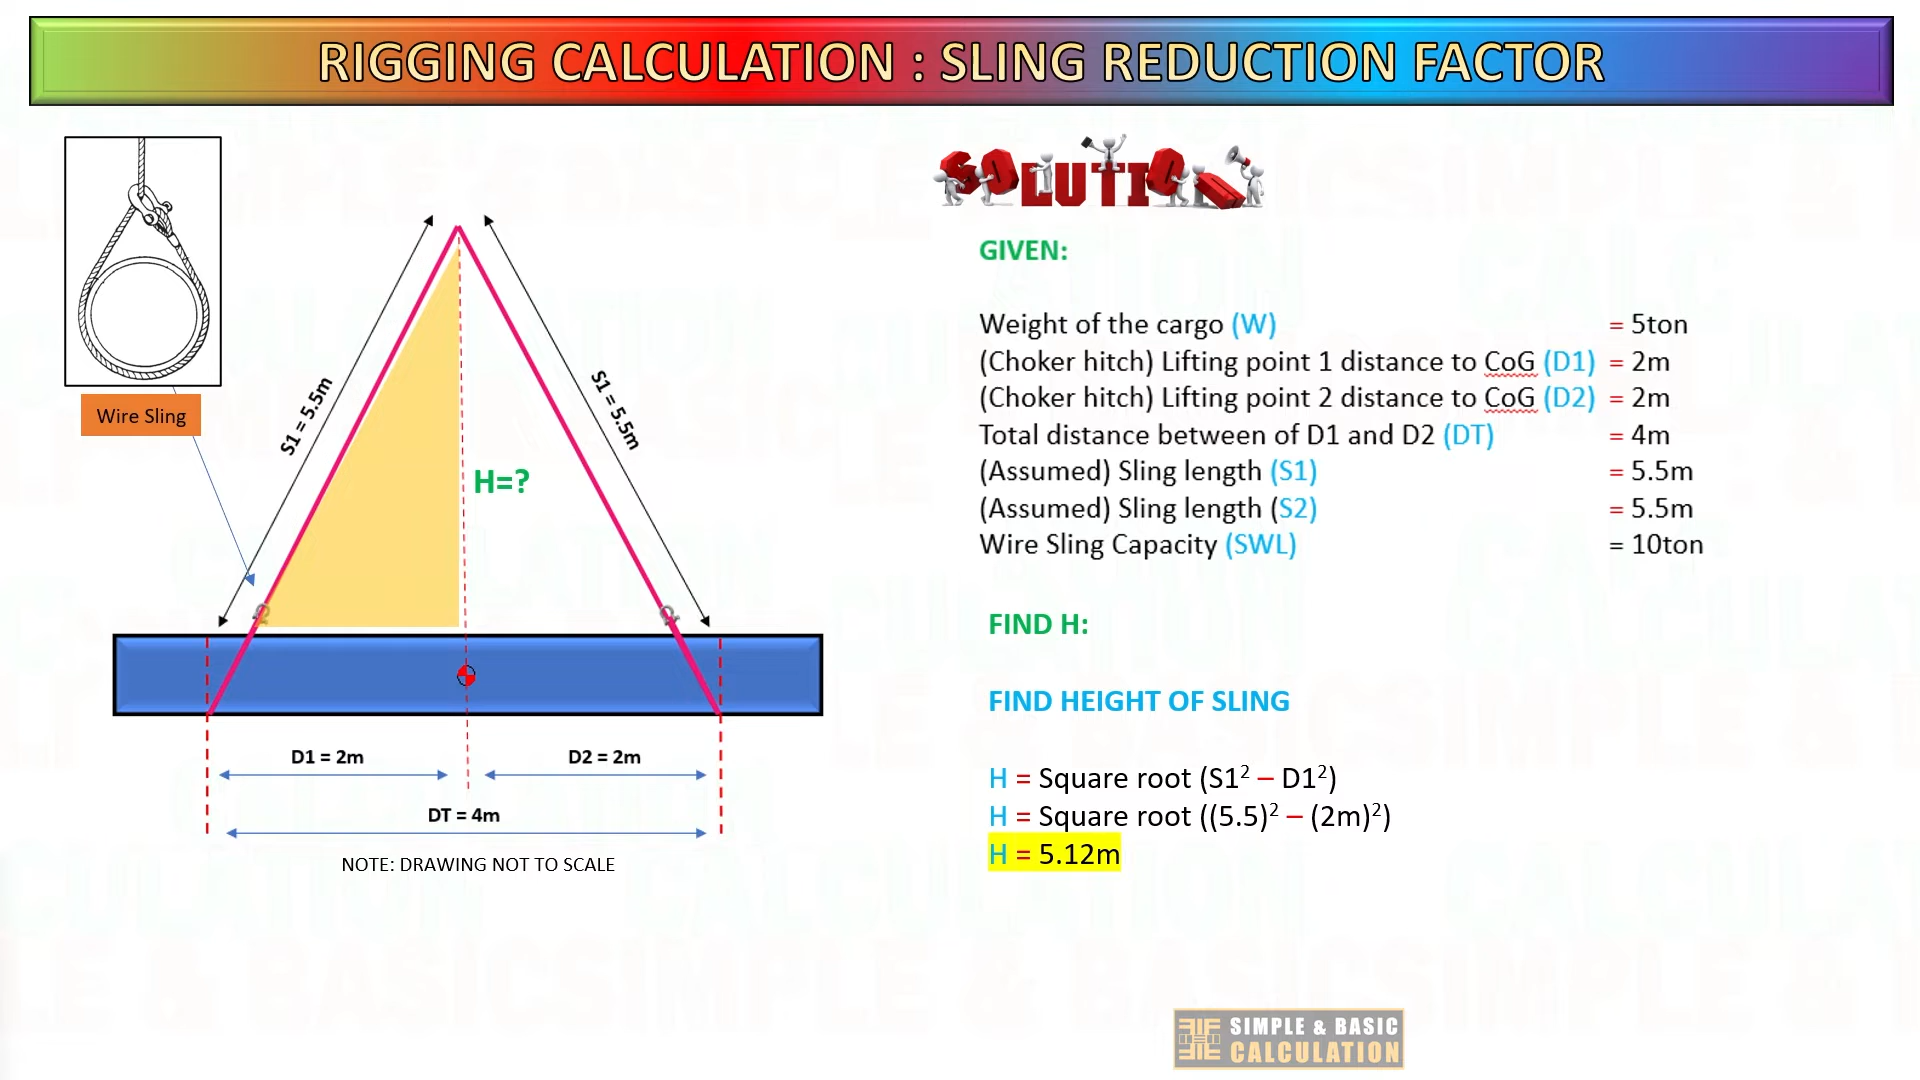 RIGGING CALCULATION : SLING REDUCTION FACTOR
SOLUTION
Wire Sling
S1 = 5.5m
S1 = 5.5m
H=?
D1 = 2m
D2 = 2m
DT = 4m
NOTE: DRAWING NOT TO SCALE
GIVEN:
Weight of the cargo (W) = 5ton
(Choker hitch) Lifting point 1 distance to CoG (D1) = 2m
(Choker hitch) Lifting point 2 distance to CoG (D2) = 2m
Total distance between of D1 and D2 (DT) = 4m
(Assumed) Sling length (S1) = 5.5m
(Assumed) Sling length (S2) = 5.5m
Wire Sling Capacity (SWL) = 10ton
FIND H:
FIND HEIGHT OF SLING
H = Square root (S1² – D1²)
H = Square root ((5.5)² – (2m)²)
H = 5.12m
SIMPLE & BASIC
CALCULATION